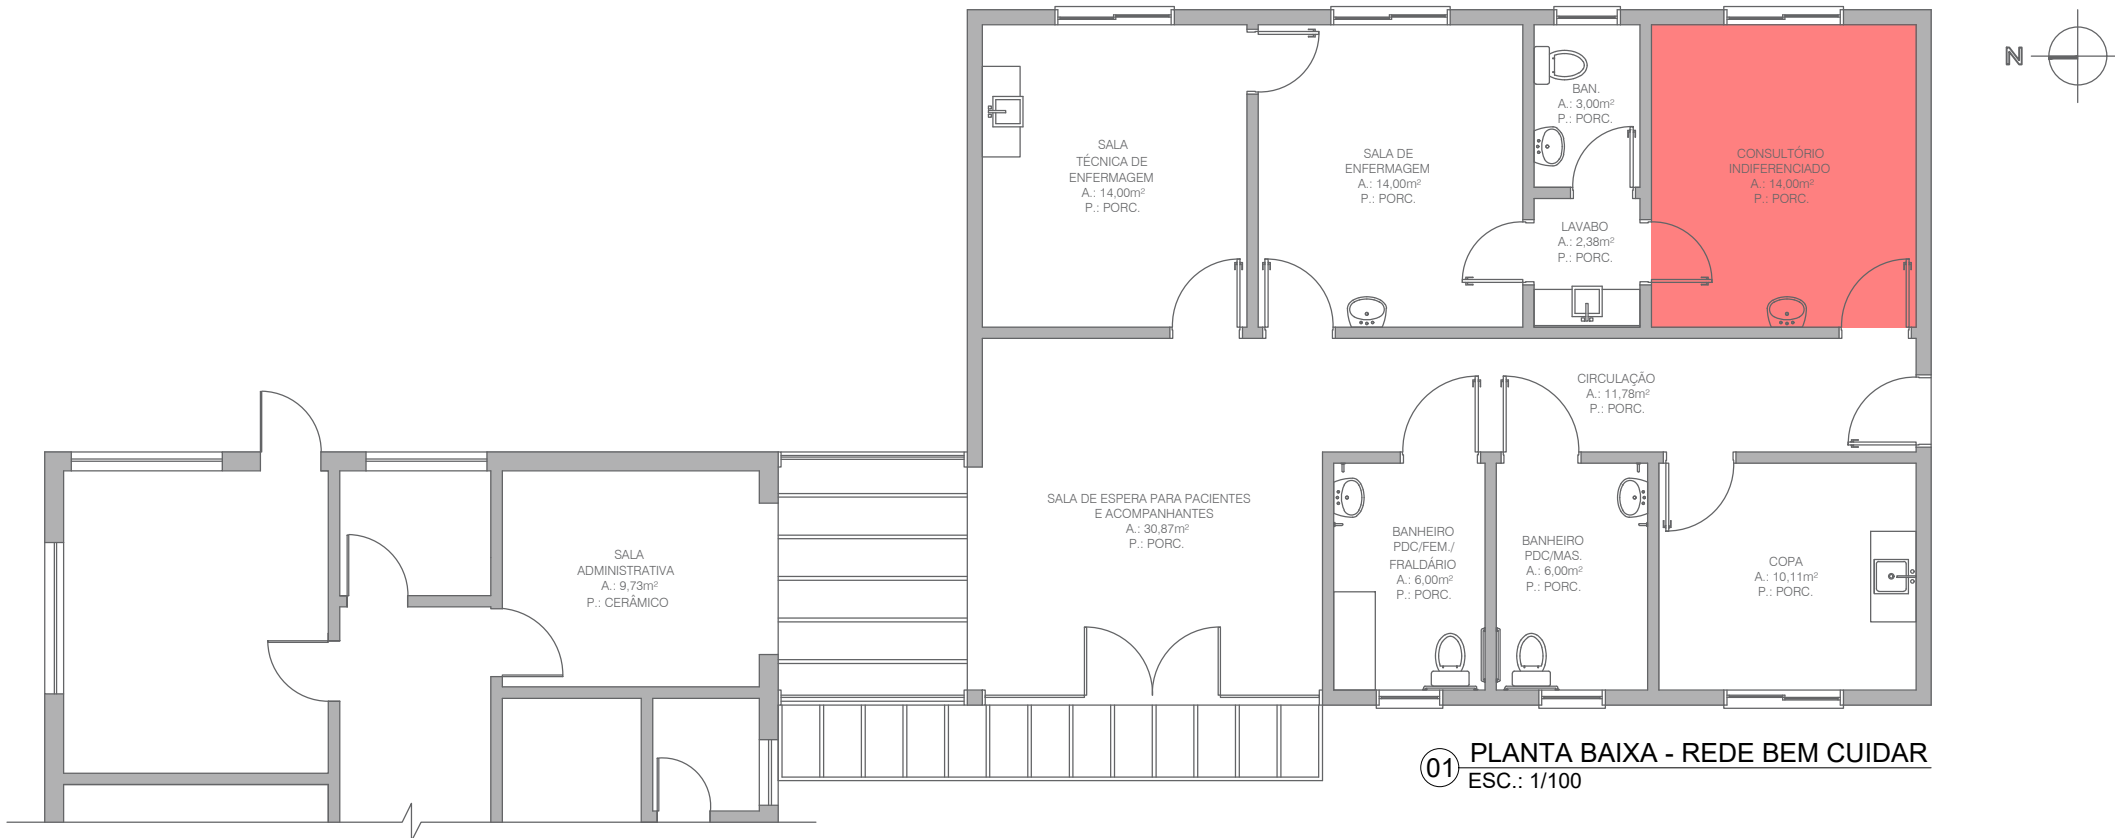 N
SALA
TÉCNICA DE
ENFERMAGEM
A.: 14,00m²
P.: PORC.
SALA DE
ENFERMAGEM
A.: 14,00m²
P.: PORC.
BAN.
A.: 3,00m²
P.: PORC.
LAVABO
A.: 2,38m²
P.: PORC.
CONSULTÓRIO
INDIFERENCIADO
A.: 14,00m²
P.: PORC.
CIRCULAÇÃO
A.: 11,78m²
P.: PORC.
SALA
ADMINISTRATIVA
A.: 9,73m²
P.: CERÂMICO
SALA DE ESPERA PARA PACIENTES
E ACOMPANHANTES
A.: 30,87m²
P.: PORC.
BANHEIRO
PDC/FEM./
FRALDÁRIO
A.: 6,00m²
P.: PORC.
BANHEIRO
PDC/MAS.
A.: 6,00m²
P.: PORC.
COPA
A.: 10,11m²
P.: PORC.
01 PLANTA BAIXA - REDE BEM CUIDAR
ESC.: 1/100